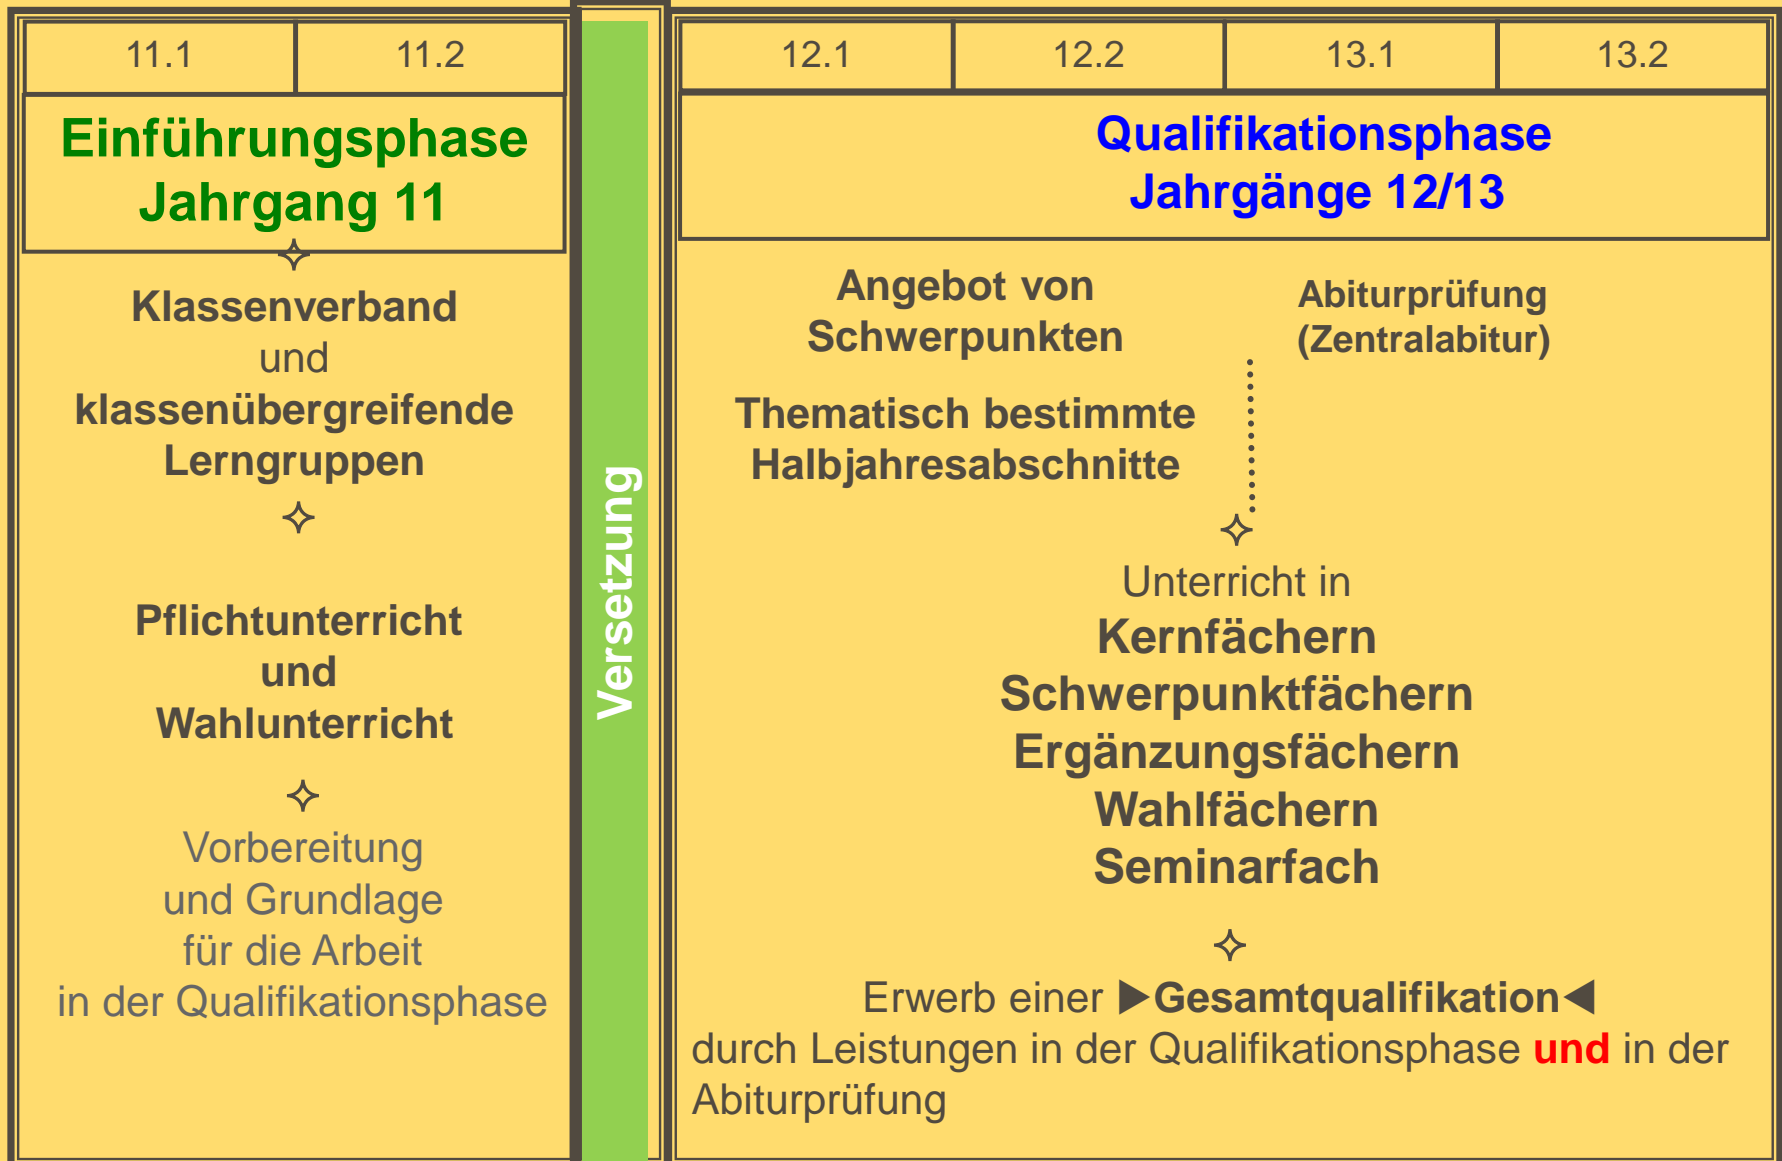 11.1 11.2
Einführungsphase
Jahrgang 11
Klassenverband
und
klassenübergreifende
Lerngruppen
Pflichtunterricht
und
Wahlunterricht
Vorbereitung
und Grundlage
für die Arbeit
in der Qualifikationsphase
Versetzung
12.1 12.2 13.1 13.2
Qualifikationsphase
Jahrgänge 12/13
Angebot von
Schwerpunkten
Thematisch bestimmte
Halbjahresabschnitte
Abiturprüfung
(Zentralabitur)
Unterricht in
Kernfächern
Schwerpunktfächern
Ergänzungsfächern
Wahlfächern
Seminarfach
Erwerb einer ▶Gesamtqualifikation◀
durch Leistungen in der Qualifikationsphase und in der
Abiturprüfung